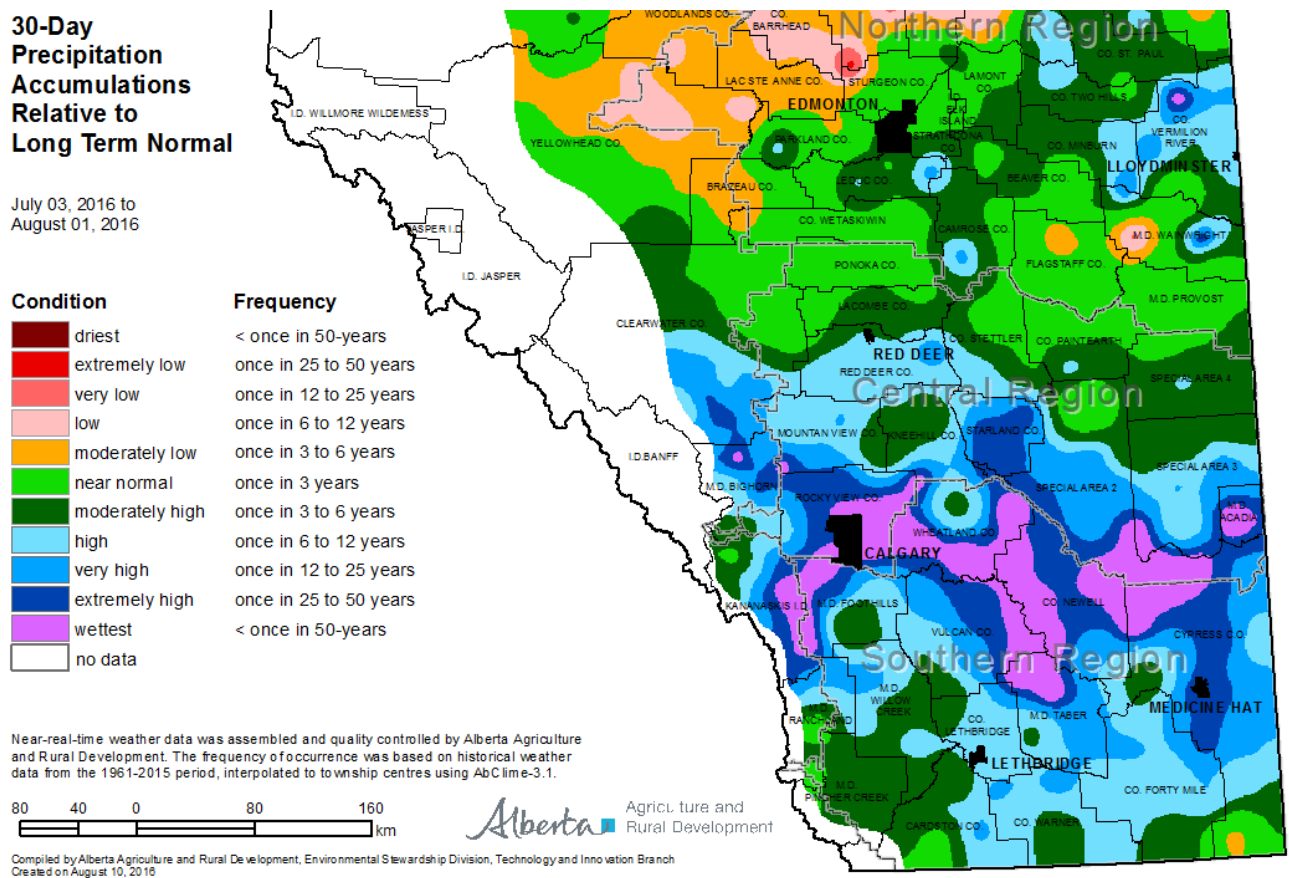 30-Day
Precipitation
Accumulations
Relative to
Long Term Normal
July 03, 2016 to
August 01, 2016
Condition Frequency
driest < once in 50-years
extremely low once in 25 to 50 years
very low once in 12 to 25 years
low once in 6 to 12 years
moderately low once in 3 to 6 years
near normal once in 3 years
moderately high once in 3 to 6 years
high once in 6 to 12 years
very high once in 12 to 25 years
extremely high once in 25 to 50 years
wettest < once in 50-years
no data
Near-real-time weather data was assembled and quality controlled by Alberta Agriculture
and Rural Development. The frequency of occurrence was based on historical weather
data from the 1961-2015 period, interpolated to township centres using AbClime-3.1.
80 40 0 80 160
km
Alberta
Agriculture and
Rural Development
Compiled by Alberta Agriculture and Rural Development, Environmental Stewardship Division, Technology and Innovation Branch
Created on August 10, 2016
WOODLANDS CO.
CO.
BARRHEAD
Northern Region
CO. ST. PAUL
LAC STE ANNE CO.
STURGEON CO.
LAMONT
CO.
EDMONTON
I.D.
ELK
ISLAND
CO. TWO HILLS
I.D. WILLMORE WILDERNESS
CO.
VERMILION
RIVER
YELLOWHEAD CO.
PARKLAND CO.
STRATHCONA
CO.
CO. MINBURN
LLOYDMINSTER
BRAZEAU CO.
LEDUC CO.
BEAVER CO.
CO. WETASKIWIN
CAMROSE CO.
JASPER I.D.
M.D. WAINWRIGHT
PONOKA CO.
FLAGSTAFF CO.
I.D. JASPER
LACOMBE CO.
M.D. PROVOST
CLEARWATER CO.
CO. STETTLER
CO. PAINTEARTH
RED DEER
RED DEER CO.
SPECIAL AREA 4
Central Region
MOUNTAN VIEW CO.
KNEEHILL CO.
STARLAND CO.
I.D.BANFF
SPECIAL AREA 3
M.D. BIGHORN
SPECIAL AREA 2
ROCKY VIEW CO.
M.D.
ACADIA
WHEATLAND CO.
CALGARY
KANANASKIS I.D.
M.D. FOOTHILLS
CO. NEWELL
VULCAN CO.
CYPRESS C.O.
Southern Region
M.D.
WILLOW
CREEK
M.D.
RANCHLAND
MEDICINE HAT
CO.
LETHBRIDGE
M.D. TABER
LETHBRIDGE
M.D.
PINCHER CREEK
CO. FORTY MILE
CARDSTON CO.
CO. WARNER